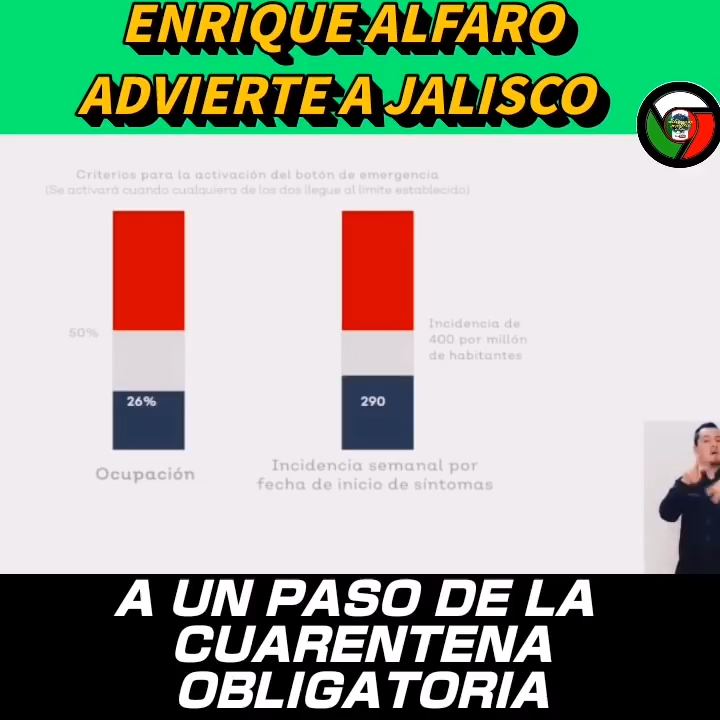 ENRIQUE ALFARO
ADVIERTE A JALISCO
Criterios para la activación del botón de emergencia
(Se activará cuando cualquiera de los dos llegue al límite establecido)
50%
26%
Ocupación
290
Incidencia de
400 por millón
de habitantes
Incidencia semanal por
fecha de inicio de síntomas
A UN PASO DE LA
CUARENTENA
OBLIGATORIA